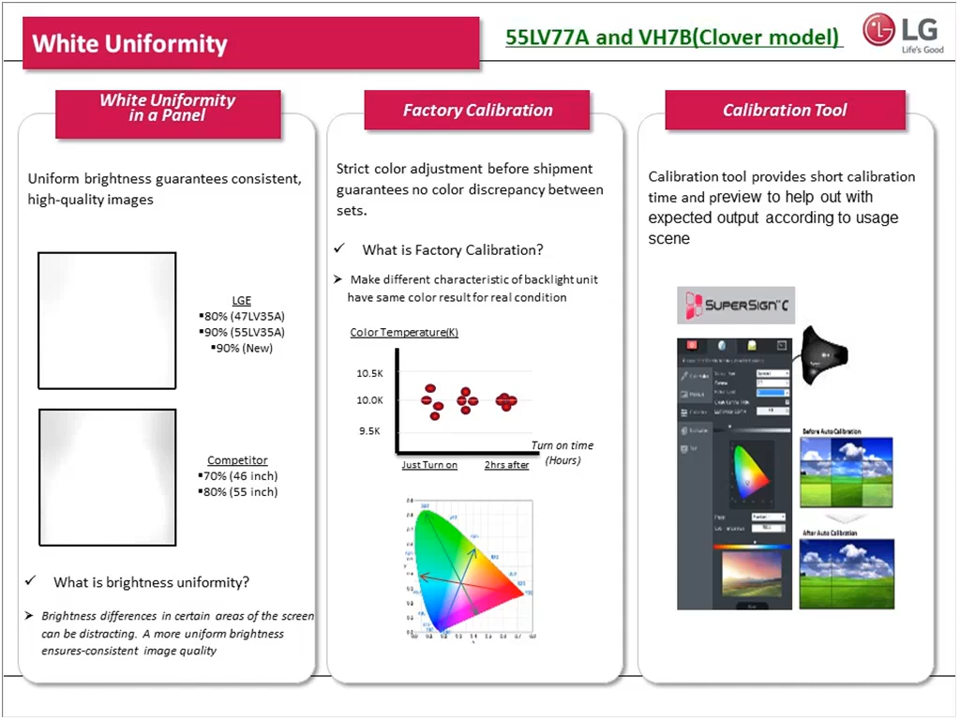 White Uniformity
55LV77A and VH7B(Clover model)
LG
Life's Good
White Uniformity
in a Panel
Uniform brightness guarantees consistent,
high-quality images
LGE
▪80% (47LV35A)
▪90% (55LV35A)
▪90% (New)
Competitor
▪70% (46 inch)
▪80% (55 inch)
✓ What is brightness uniformity?
➢ Brightness differences in certain areas of the screen
can be distracting. A more uniform brightness
ensures-consistent image quality
Factory Calibration
Strict color adjustment before shipment
guarantees no color discrepancy between
sets.
✓ What is Factory Calibration?
➢ Make different characteristic of backlight unit
have same color result for real condition
Color Temperature(K)
10.5K
10.0K
9.5K
Turn on time
(Hours)
Just Turn on
2hrs after
Calibration Tool
Calibration tool provides short calibration
time and preview to help out with
expected output according to usage
scene
SUPERSIGN™ C
Before Auto Calibration
After Auto Calibration